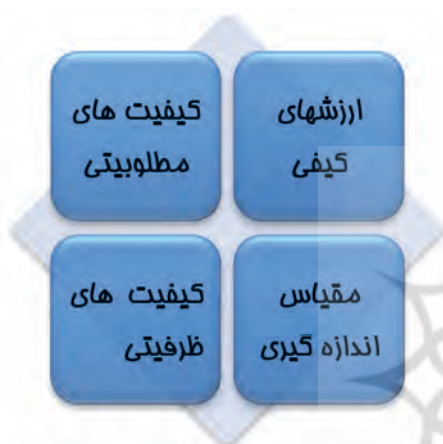 ارزشهای
کیفی
کیفیت های
مطلوبیتی
مقیاس
اندازه گیری
کیفیت های
ظرفیتی